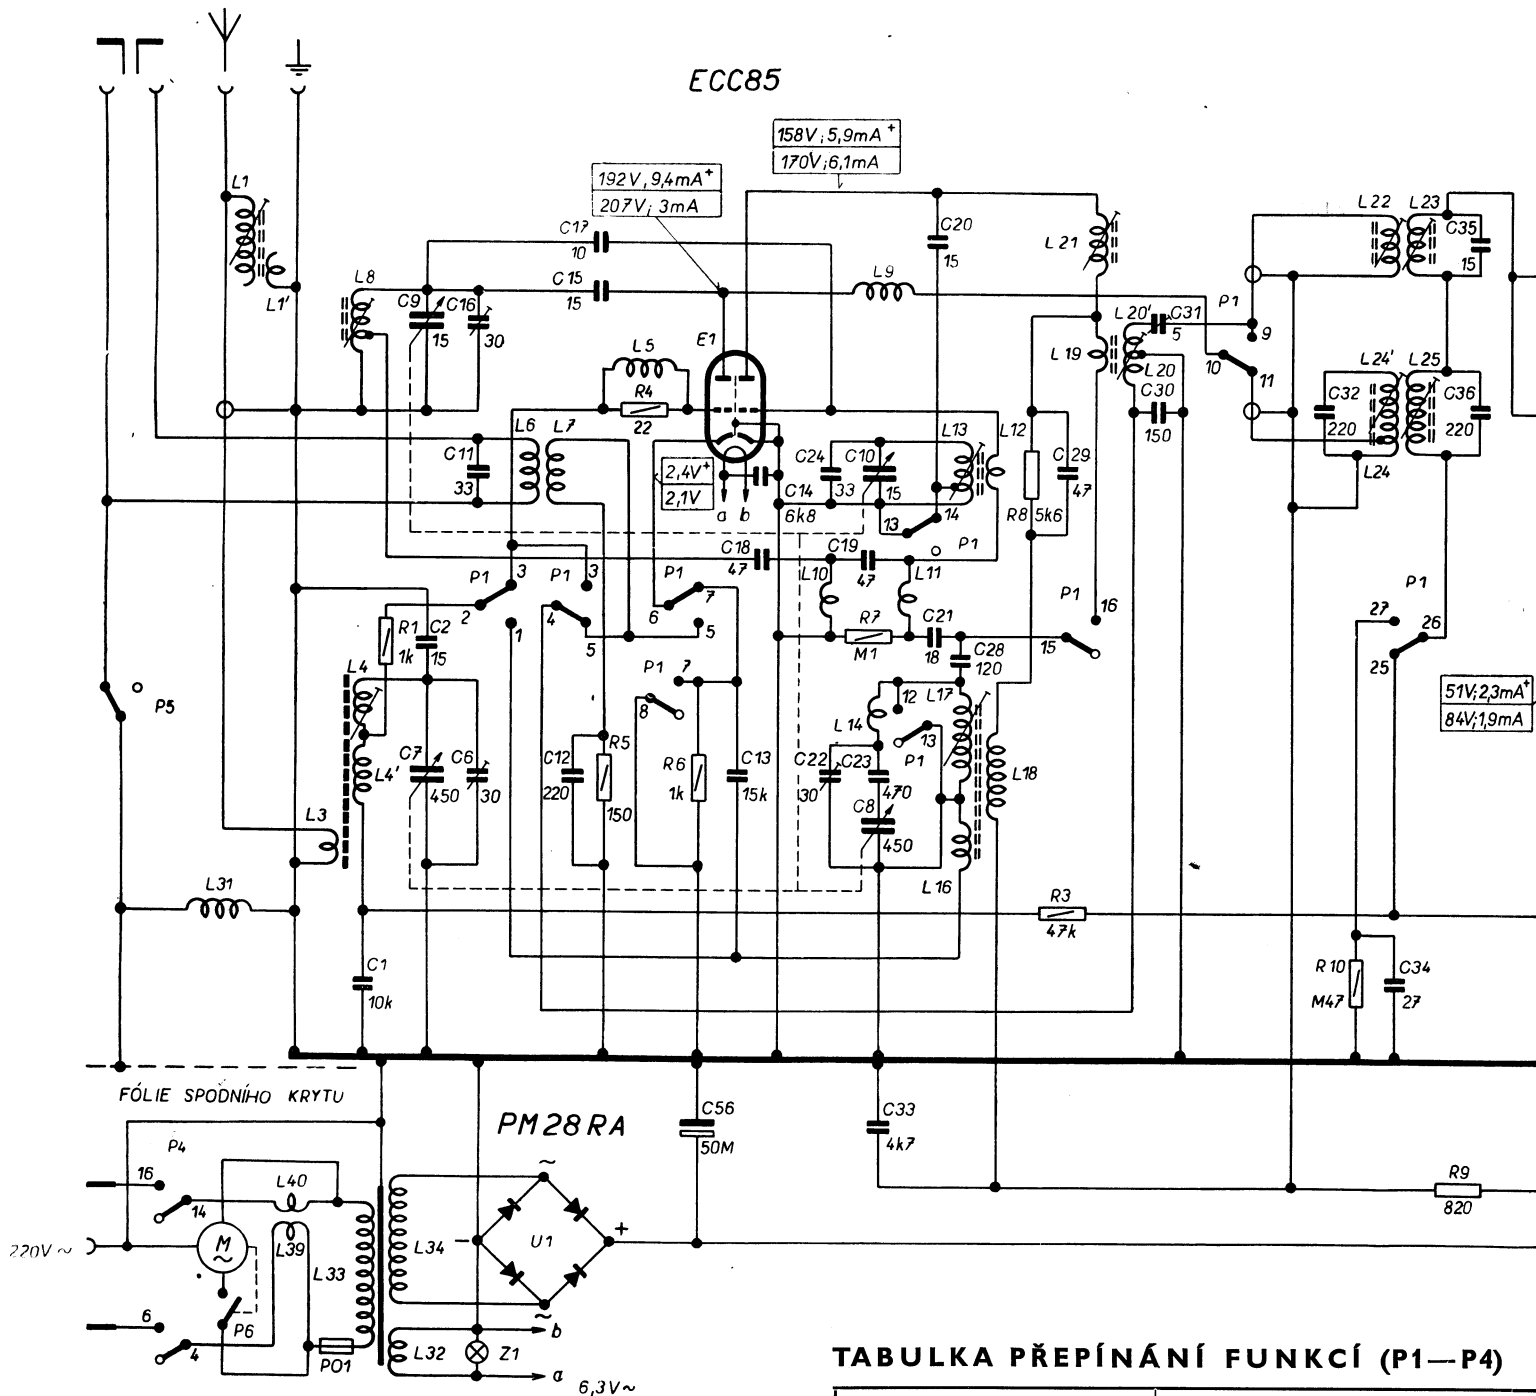 ECC85
158V; 5,9mA+
170V; 6,1mA
192V, 9,4mA+
207V; 3mA
L1
L1'
C17
10
C15
15
C20
15
L21
L22
L23
C35
15
L8
C9
15
C16
30
L9
P1
9
10
11
L20'
C31
5
L19
L20
C30
150
L24'
L25
C32
220
L24
C36
220
E1
L5
R4
22
L6
L7
C11
33
2,4V+
2,1V
a
b
C14
6k8
C24
33
C10
15
L13
L12
13
14
R8
5k6
C29
47
P1
C18
47
C19
47
L10
L11
R7
M1
C21
18
C28
120
P1
16
15
P1
2
3
1
P1
3
4
5
P1
6
7
5
P1
7
8
P1
27
26
25
51V; 2,3mA+
84V; 1,9mA
R1
1k
C2
15
L4
L4'
C7
450
C6
30
P5
L3
L31
C12
220
R5
150
R6
1k
C13
15k
L14
12
L17
13
P1
C22
30
C23
470
C8
450
L18
L16
R3
47k
C1
10k
R10
M47
C34
27
FÓLIE SPODNÍHO KRYTU
PM28RA
C56
50M
C33
4k7
R9
820
P4
16
14
L40
L39
220V ~
M
~
L33
L34
~
−
U1
+
~
6
4
P6
PO1
L32
Z1
b
a
6,3V~
TABULKA PŘEPÍNÁNÍ FUNKCÍ (P1—P4)